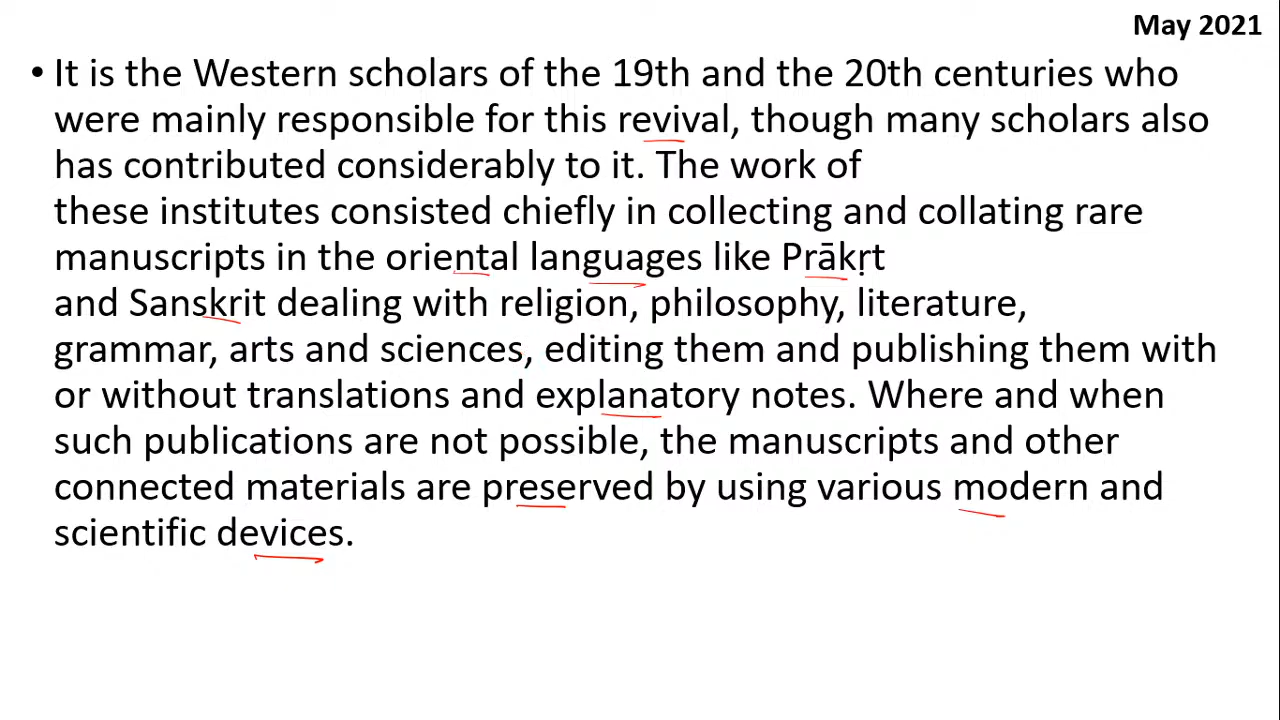 May 2021
• It is the Western scholars of the 19th and the 20th centuries who
were mainly responsible for this revival, though many scholars also
has contributed considerably to it. The work of
these institutes consisted chiefly in collecting and collating rare
manuscripts in the oriental languages like Prākṛt
and Sanskrit dealing with religion, philosophy, literature,
grammar, arts and sciences, editing them and publishing them with
or without translations and explanatory notes. Where and when
such publications are not possible, the manuscripts and other
connected materials are preserved by using various modern and
scientific devices.